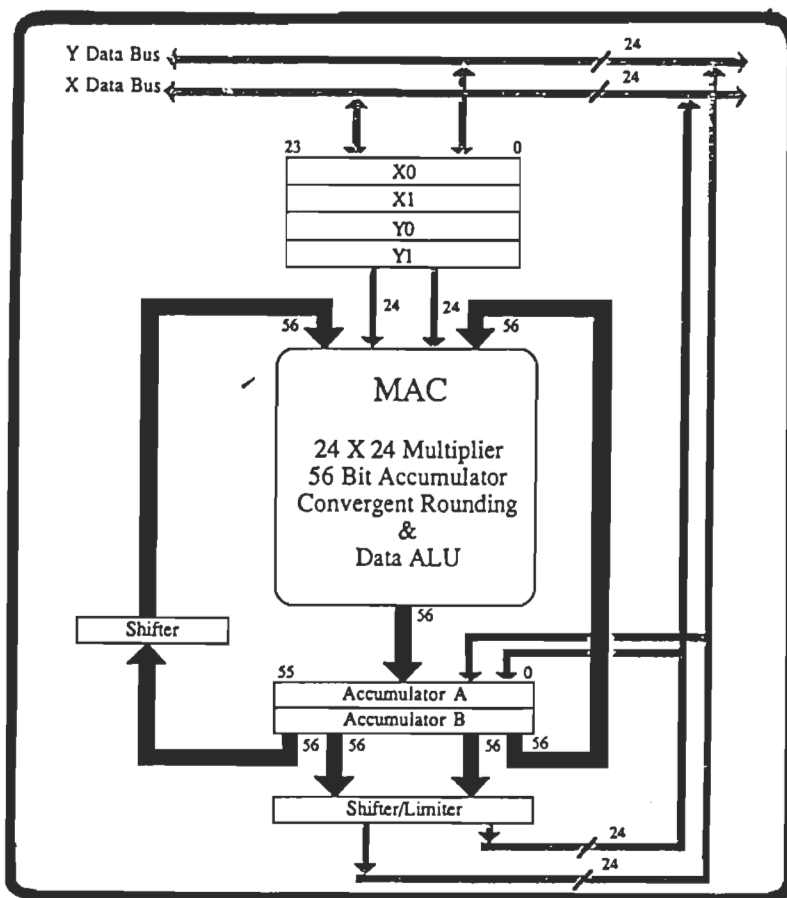 24
Y Data Bus
24
X Data Bus
23 0
X0
X1
Y0
Y1
24 24
56 56
MAC
24 X 24 Multiplier
56 Bit Accumulator
Convergent Rounding
&
Data ALU
56
Shifter
55 0
Accumulator A
Accumulator B
56 56 56 56
Shifter/Limiter
24
24